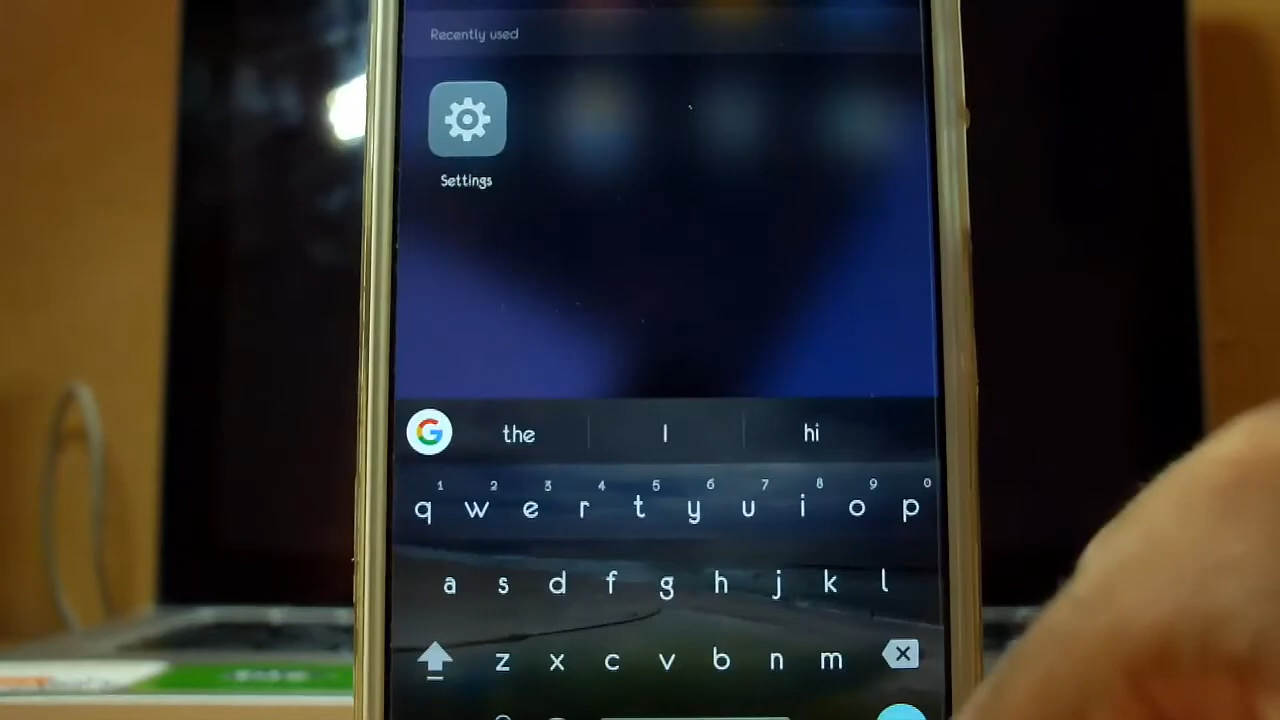 Recently used
Settings
the I hi
1 2 3 4 5 6 7 8 9 0
q w e r t y u i o p
a s d f g h j k l
z x c v b n m